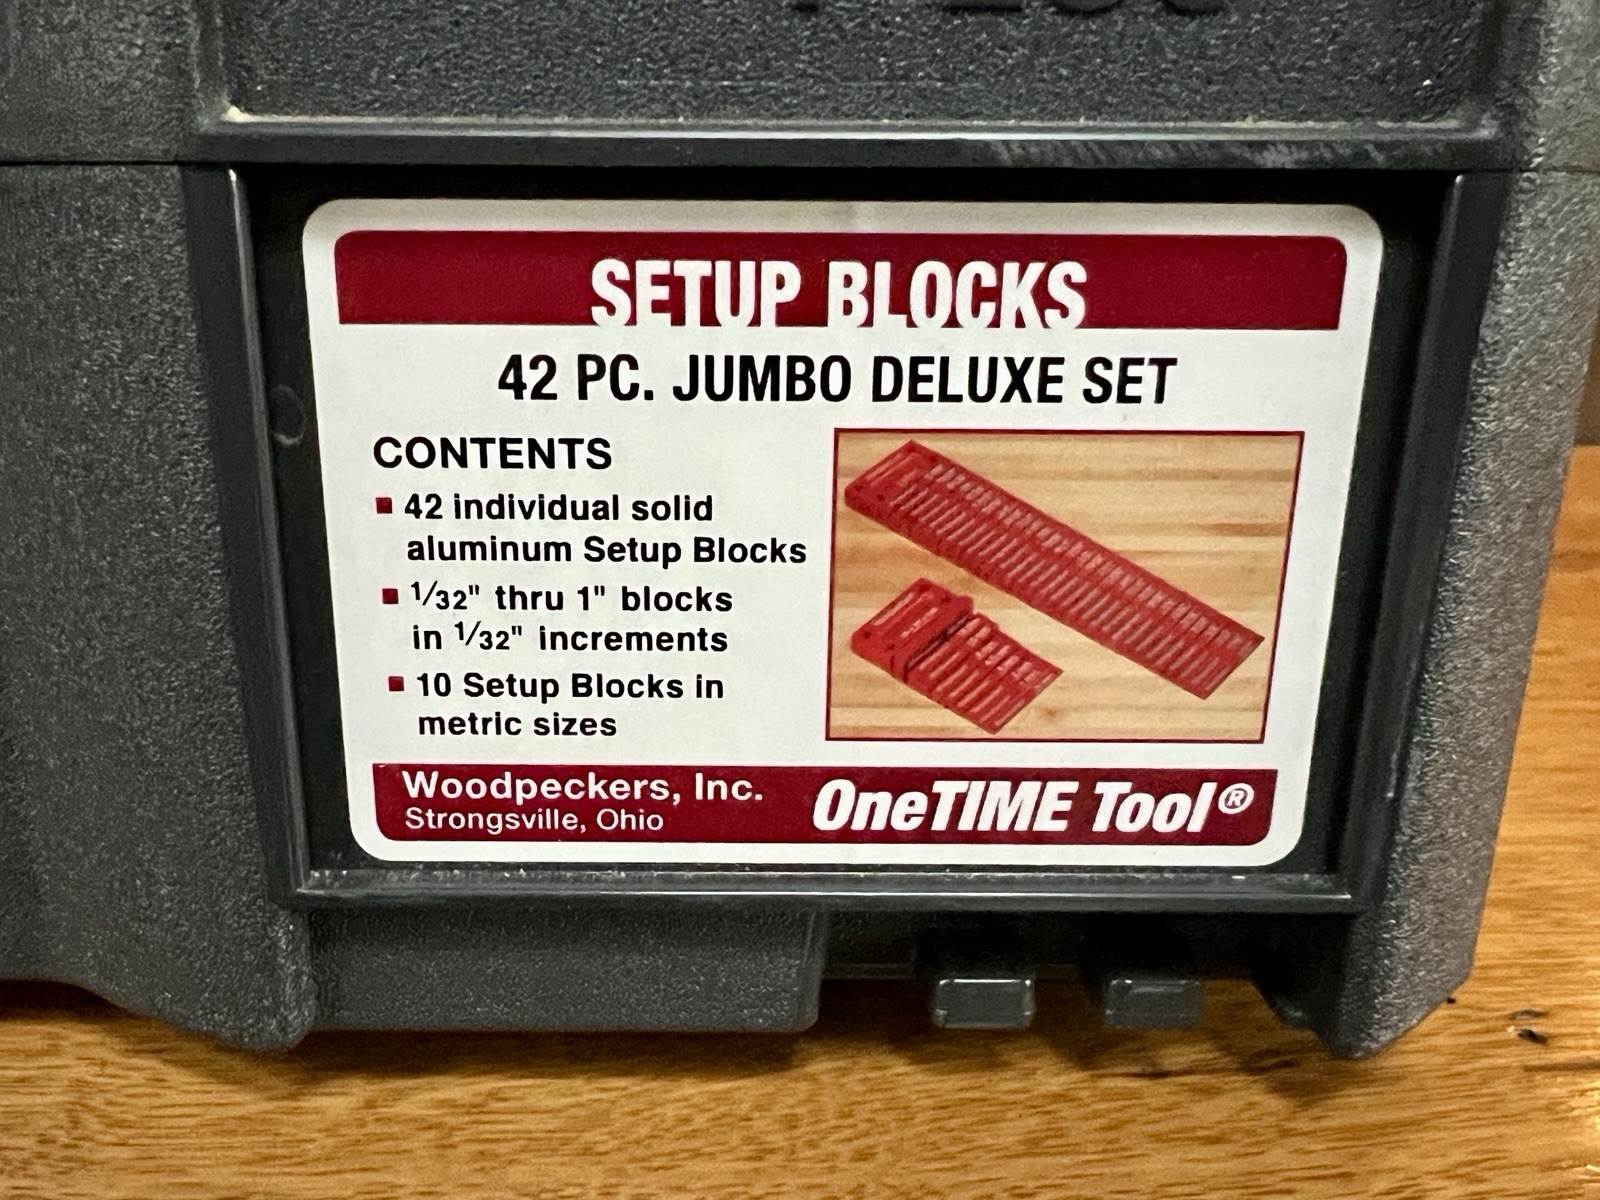 SETUP BLOCKS
42 PC. JUMBO DELUXE SET
CONTENTS
42 individual solid
aluminum Setup Blocks
1/32" thru 1" blocks
in 1/32" increments
10 Setup Blocks in
metric sizes
Woodpeckers, Inc.
Strongsville, Ohio
OneTIME Tool®